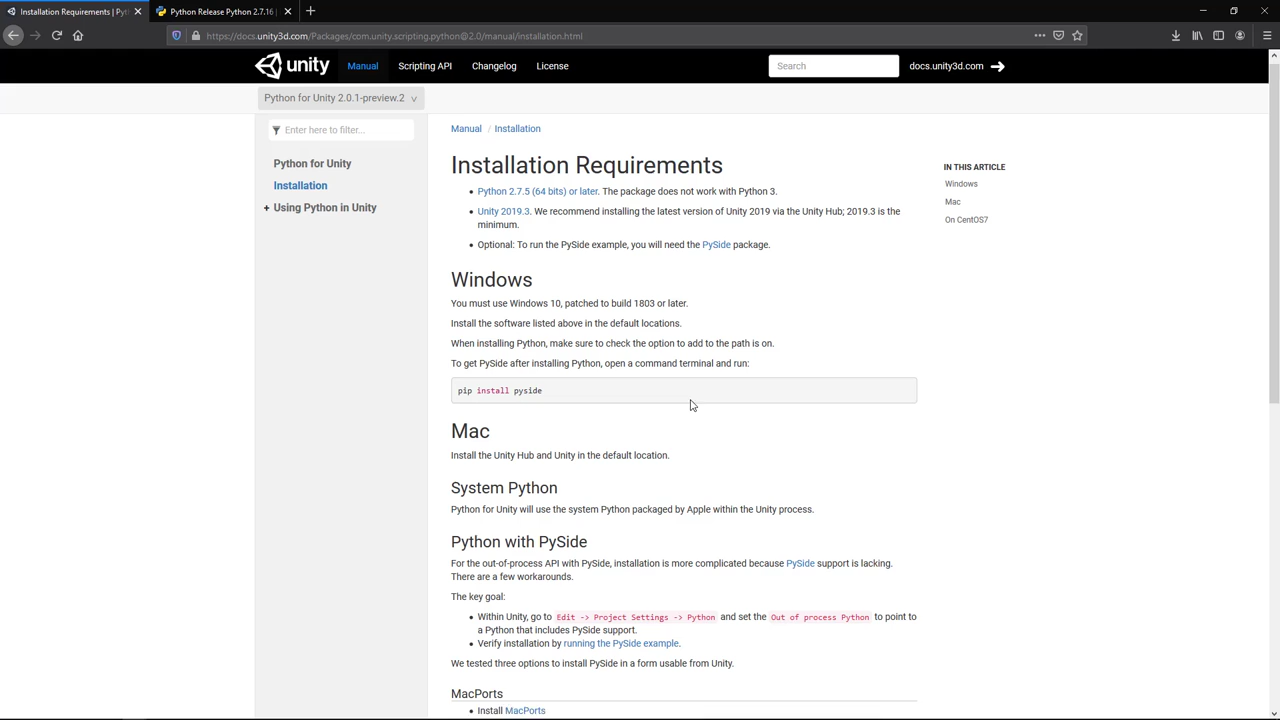 Installation Requirements | Pyt
Python Release Python 2.7.16 |
https://docs.unity3d.com/Packages/com.unity.scripting.python@2.0/manual/installation.html
unity
Manual
Scripting API
Changelog
License
Search
docs.unity3d.com
Python for Unity 2.0.1-preview.2
Enter here to filter...
Python for Unity
Installation
+ Using Python in Unity
Manual / Installation
Installation Requirements
• Python 2.7.5 (64 bits) or later. The package does not work with Python 3.
• Unity 2019.3. We recommend installing the latest version of Unity 2019 via the Unity Hub; 2019.3 is the
minimum.
• Optional: To run the PySide example, you will need the PySide package.
Windows
You must use Windows 10, patched to build 1803 or later.
Install the software listed above in the default locations.
When installing Python, make sure to check the option to add to the path is on.
To get PySide after installing Python, open a command terminal and run:
pip install pyside
Mac
Install the Unity Hub and Unity in the default location.
System Python
Python for Unity will use the system Python packaged by Apple within the Unity process.
Python with PySide
For the out-of-process API with PySide, installation is more complicated because PySide support is lacking.
There are a few workarounds.
The key goal:
• Within Unity, go to Edit -> Project Settings -> Python and set the Out of process Python to point to
a Python that includes PySide support.
• Verify installation by running the PySide example.
We tested three options to install PySide in a form usable from Unity.
MacPorts
• Install MacPorts
IN THIS ARTICLE
Windows
Mac
On CentOS7